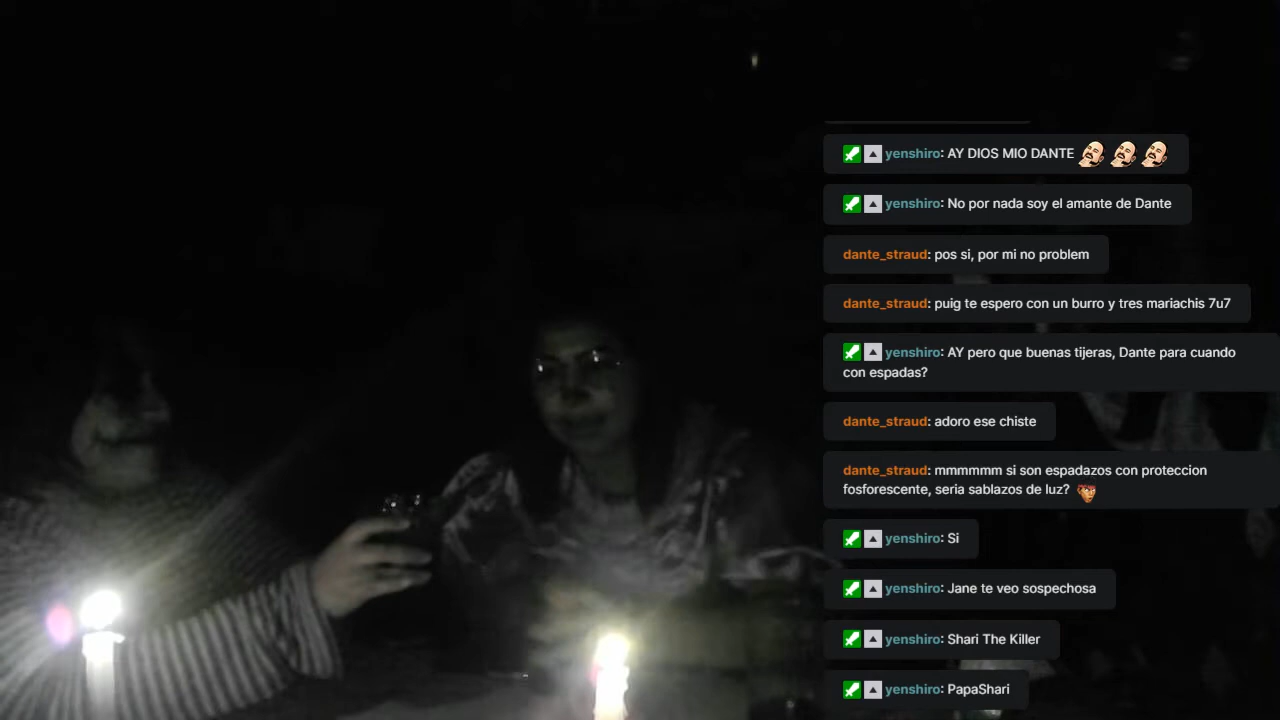 yenshiro: AY DIOS MIO DANTE
yenshiro: No por nada soy el amante de Dante
dante_straud: pos si, por mi no problem
dante_straud: puig te espero con un burro y tres mariachis 7u7
yenshiro: AY pero que buenas tijeras, Dante para cuando
con espadas?
dante_straud: adoro ese chiste
dante_straud: mmmmmm si son espadazos con proteccion
fosforescente, seria sablazos de luz?
yenshiro: Si
yenshiro: Jane te veo sospechosa
yenshiro: Shari The Killer
yenshiro: PapaShari